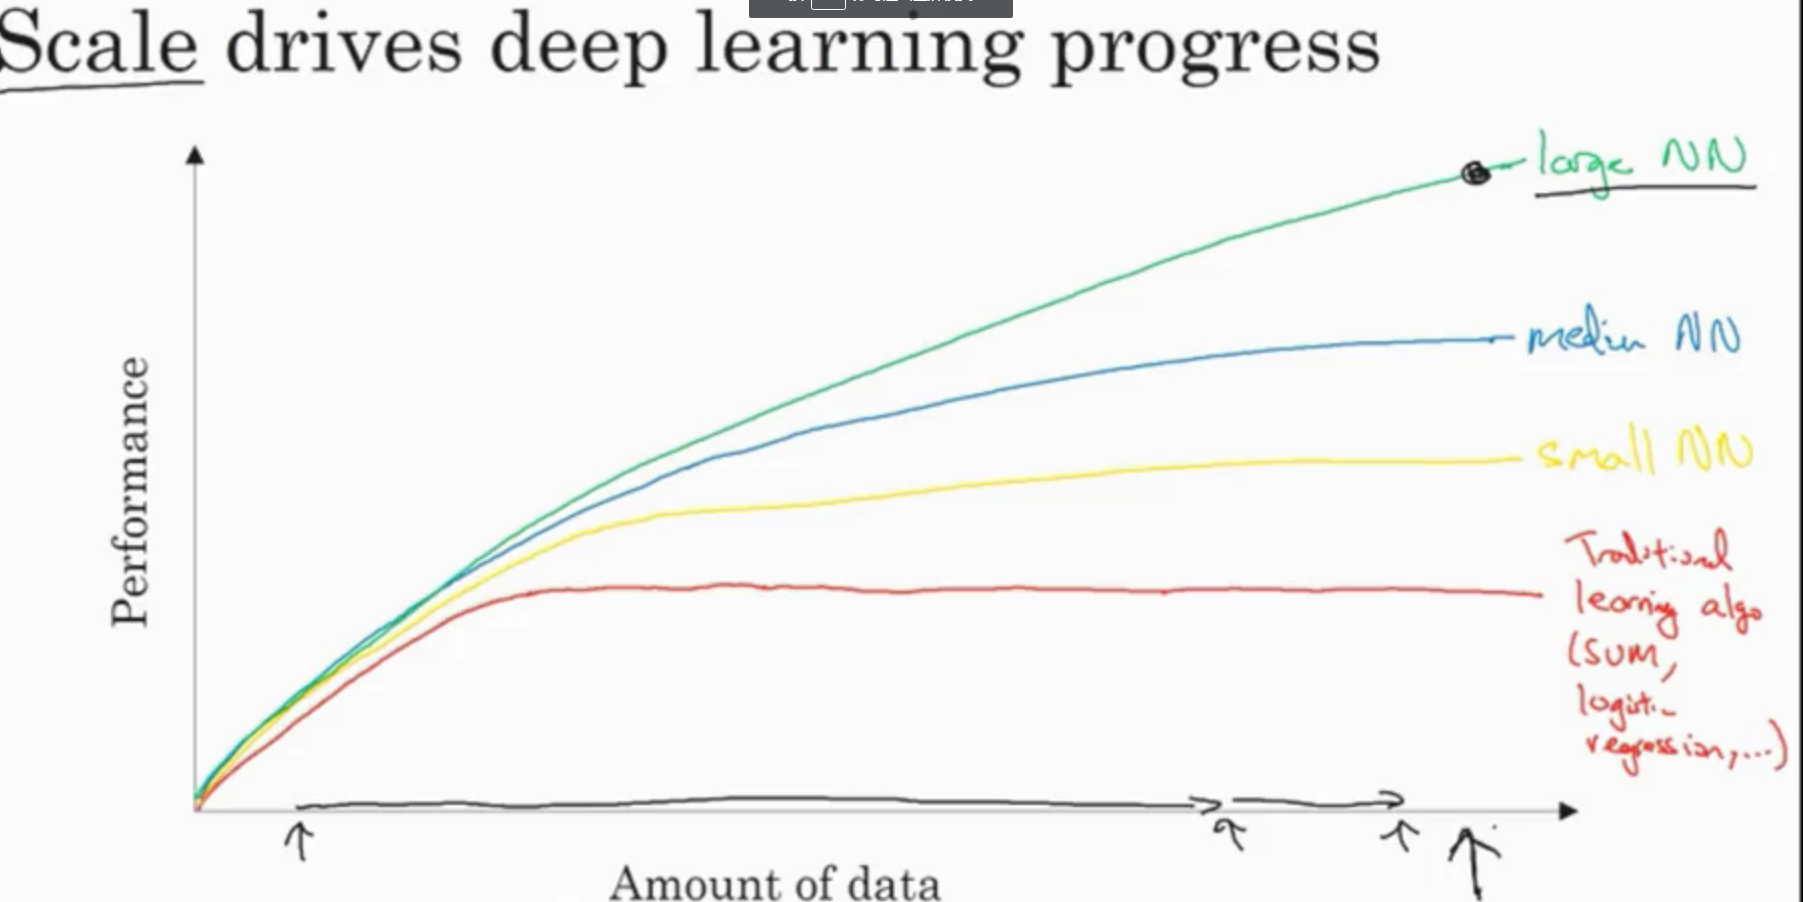 Scale drives deep learning progress
large NN
medium NN
small NN
Traditional
learning algo
(SVM,
logistic
regression,...)
Performance
Amount of data